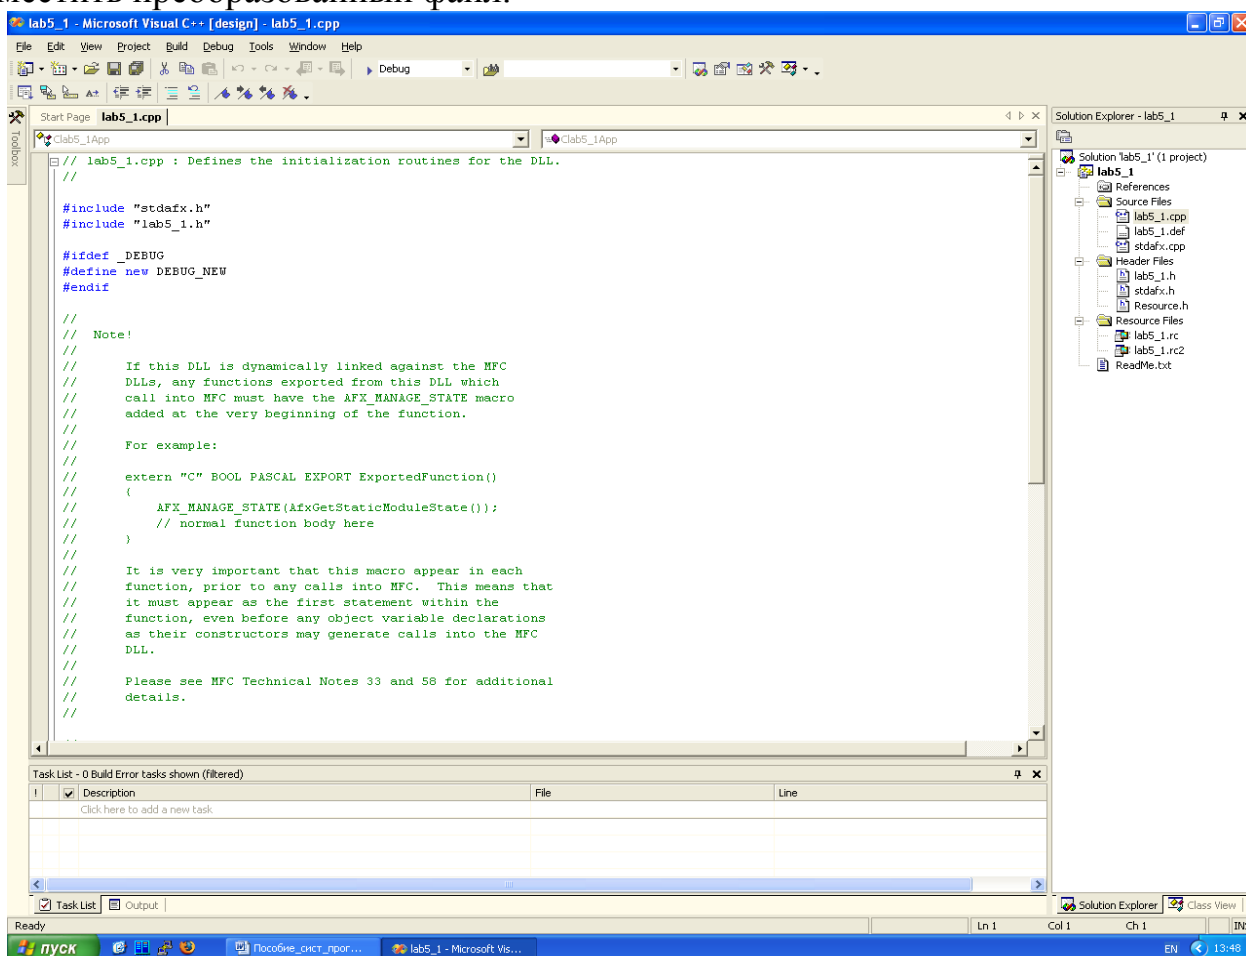 местить преобразованный файл.
lab5_1 - Microsoft Visual C++ [design] - lab5_1.cpp
File Edit View Project Build Debug Tools Window Help
Debug
Start Page lab5_1.cpp
Toolbox
Clab5_1App
Clab5_1App
// lab5_1.cpp : Defines the initialization routines for the DLL.
//
#include "stdafx.h"
#include "lab5_1.h"
#ifdef _DEBUG
#define new DEBUG_NEW
#endif
//
// Note!
//
// If this DLL is dynamically linked against the MFC
// DLLs, any functions exported from this DLL which
// call into MFC must have the AFX_MANAGE_STATE macro
// added at the very beginning of the function.
//
// For example:
//
// extern "C" BOOL PASCAL EXPORT ExportedFunction()
// {
// AFX_MANAGE_STATE(AfxGetStaticModuleState());
// // normal function body here
// }
//
// It is very important that this macro appear in each
// function, prior to any calls into MFC. This means that
// it must appear as the first statement within the
// function, even before any object variable declarations
// as their constructors may generate calls into the MFC
// DLL.
//
// Please see MFC Technical Notes 33 and 58 for additional
// details.
//
Solution Explorer - lab5_1
Solution 'lab5_1' (1 project)
lab5_1
References
Source Files
lab5_1.cpp
lab5_1.def
stdafx.cpp
Header Files
lab5_1.h
stdafx.h
Resource.h
Resource Files
lab5_1.rc
lab5_1.rc2
ReadMe.txt
Task List - 0 Build Error tasks shown (filtered)
! Description File Line
Click here to add a new task
Task List Output
Solution Explorer Class View
Ready Ln 1 Col 1 Ch 1 IN
пуск Пособие_сист_прог... lab5_1 - Microsoft Vis... EN 13:48